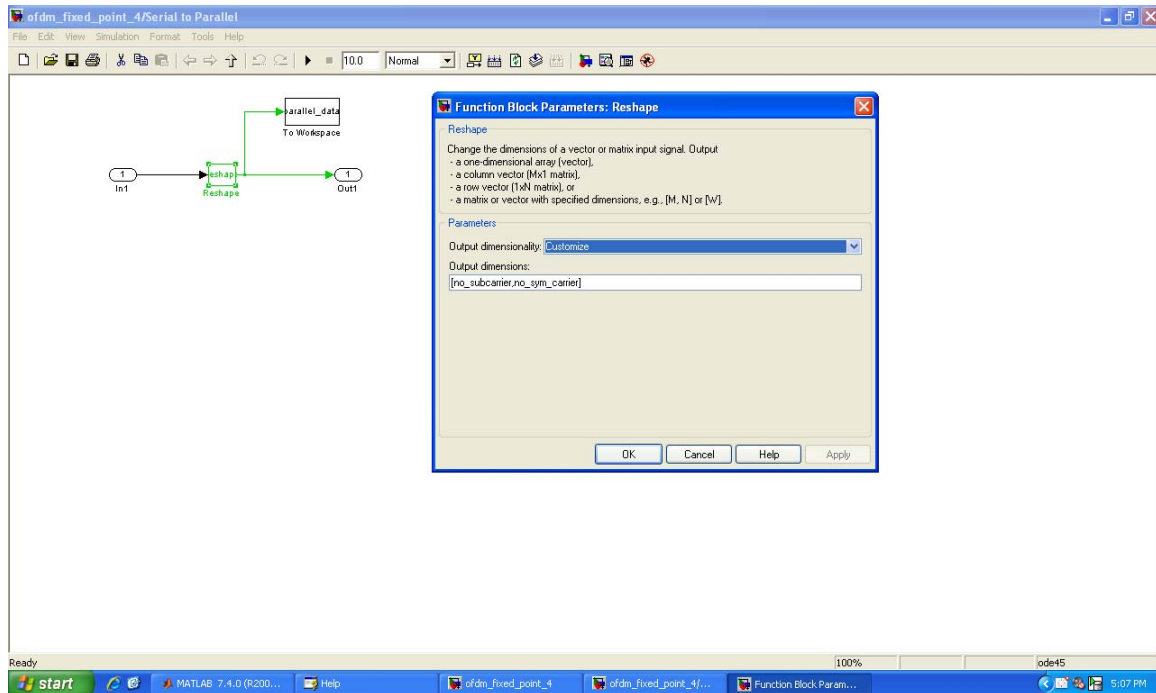 ofdm_fixed_point_4/Serial to Parallel
File Edit View Simulation Format Tools Help
10.0 Normal
parallel_data
To Workspace
1
In1
eshap
Reshape
1
Out1
Function Block Parameters: Reshape
Reshape
Change the dimensions of a vector or matrix input signal. Output
- a one-dimensional array (vector),
- a column vector (Mx1 matrix),
- a row vector (1xN matrix), or
- a matrix or vector with specified dimensions, e.g., [M, N] or [W].
Parameters
Output dimensionality: Customize
Output dimensions:
[no_subcarrier,no_sym_carrier]
OK Cancel Help Apply
Ready 100% ode45
start MATLAB 7.4.0 (R200... Help ofdm_fixed_point_4 ofdm_fixed_point_4/... Function Block Param... 5:07 PM